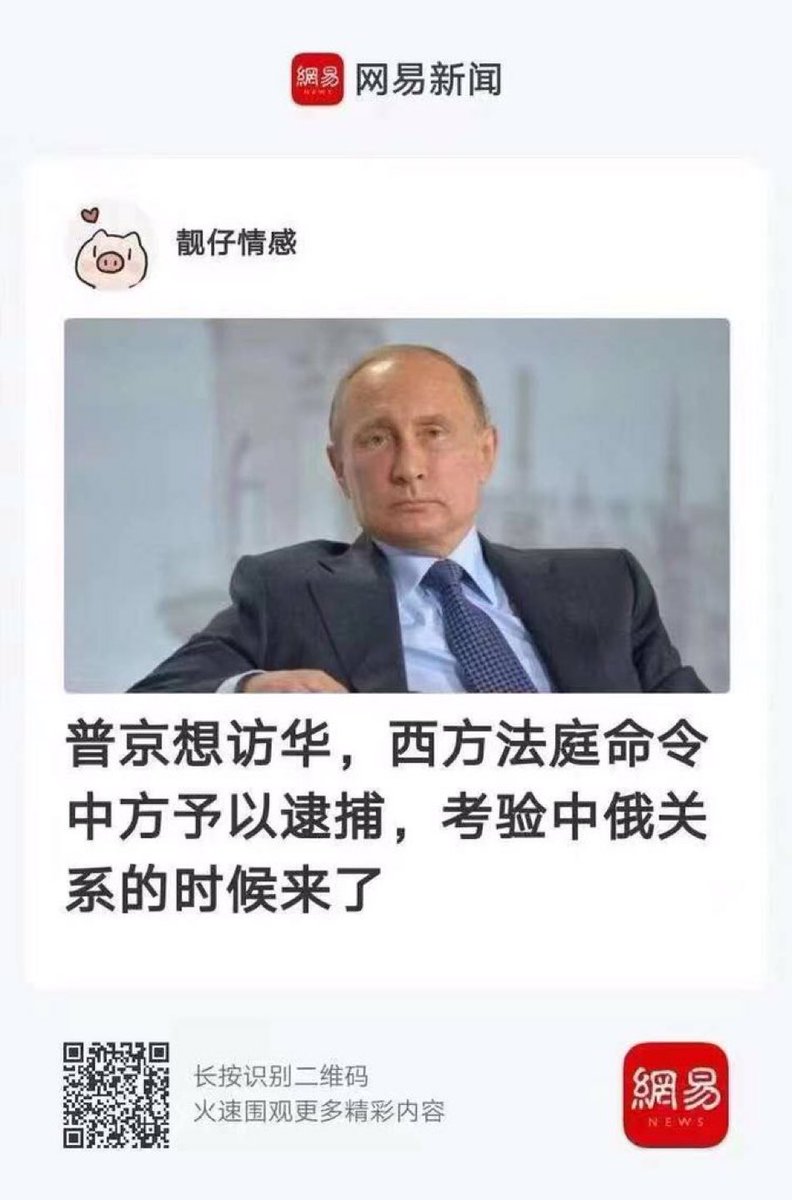 網易
NEWS
网易新闻
靓仔情感
普京想访华，西方法庭命令
中方予以逮捕，考验中俄关
系的时候来了
长按识别二维码
火速围观更多精彩内容
網易
NEWS